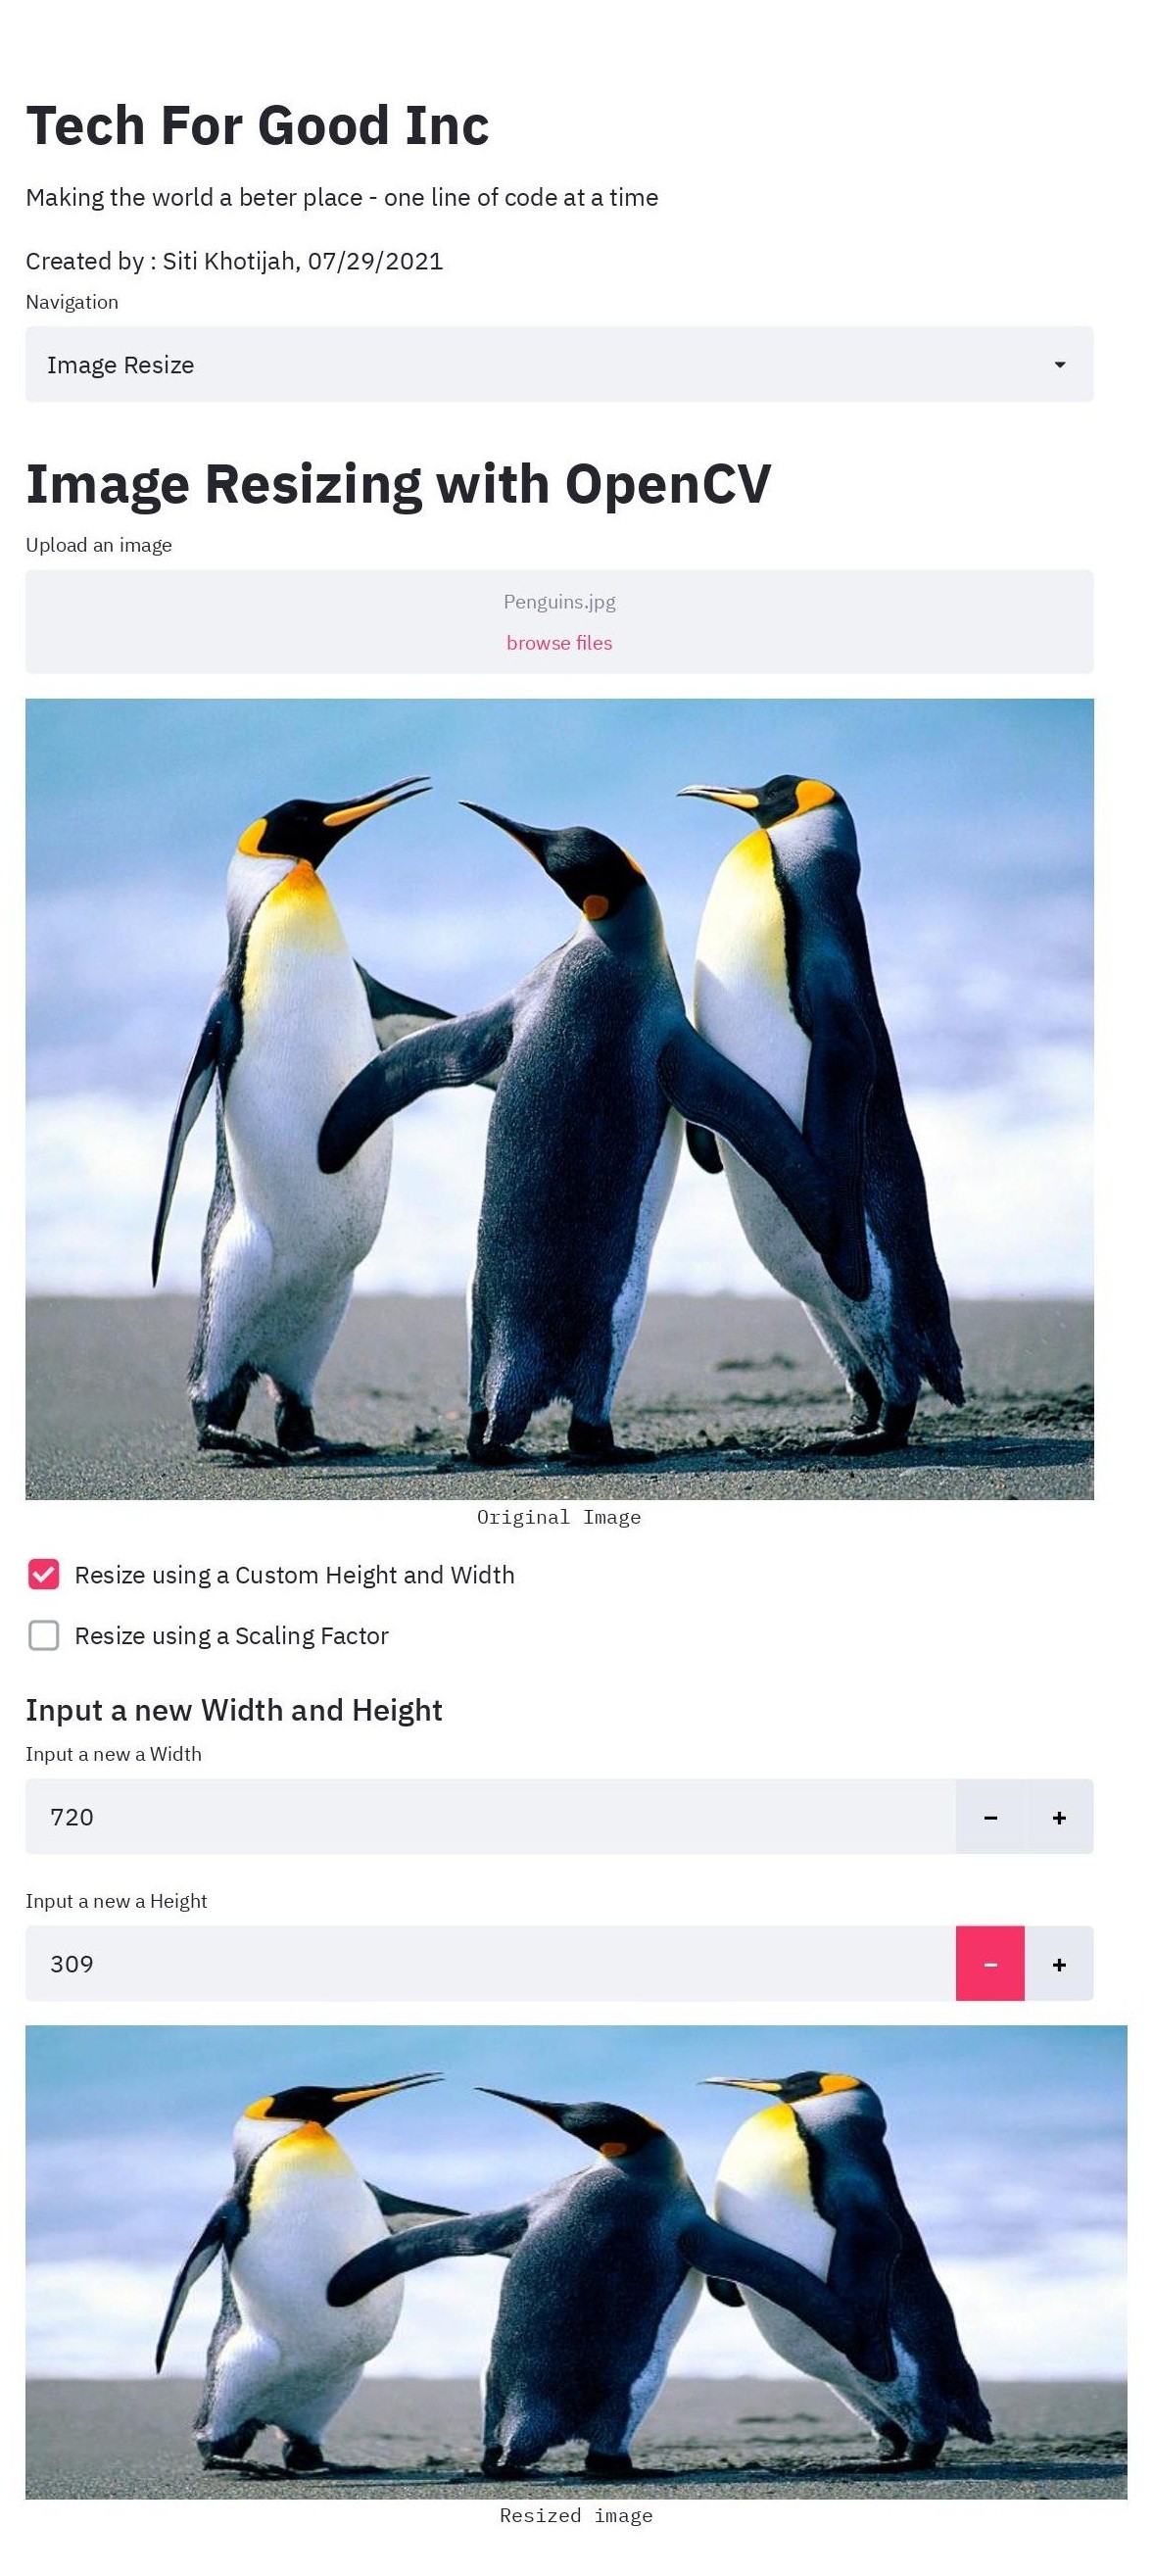 Tech For Good Inc
Making the world a beter place - one line of code at a time
Created by : Siti Khotijah, 07/29/2021
Navigation
Image Resize
Image Resizing with OpenCV
Upload an image
Penguins.jpg
browse files
Original Image
Resize using a Custom Height and Width
Resize using a Scaling Factor
Input a new Width and Height
Input a new a Width
720
Input a new a Height
309
Resized image